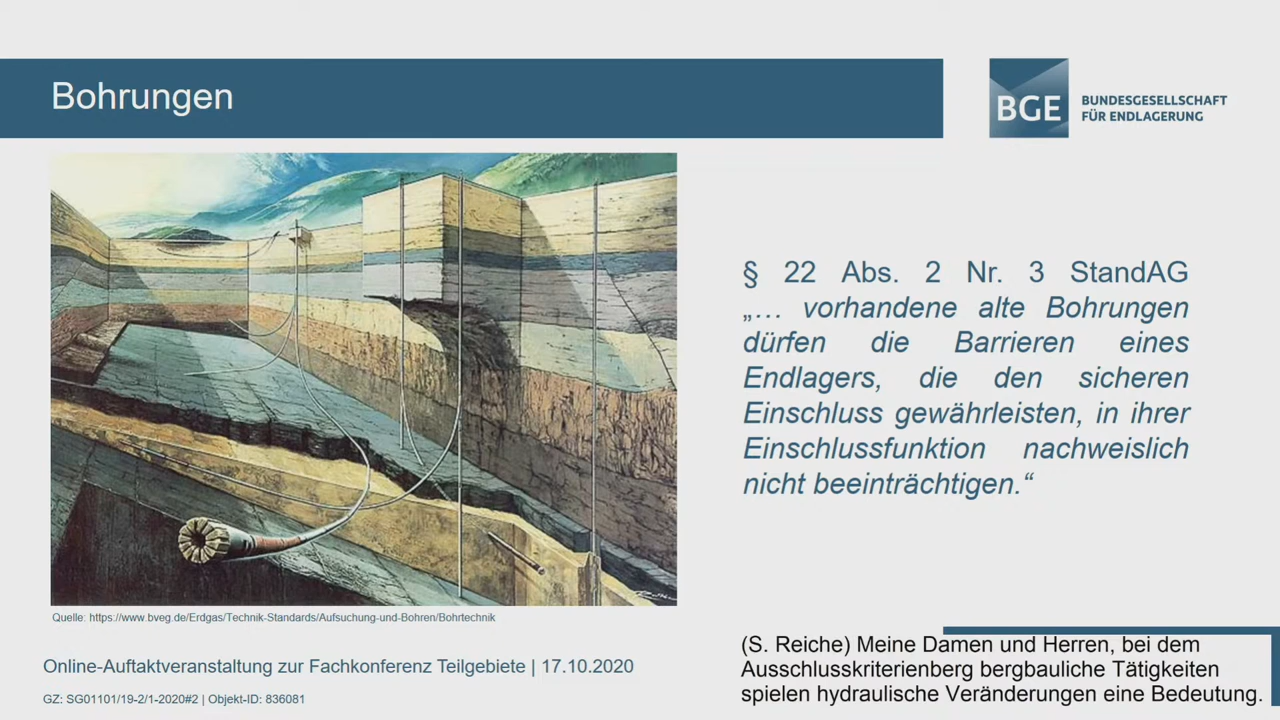 Bohrungen
BGE
BUNDESGESELLSCHAFT
FÜR ENDLAGERUNG
§ 22 Abs. 2 Nr. 3 StandAG
„… vorhandene alte Bohrungen
dürfen die Barrieren eines
Endlagers, die den sicheren
Einschluss gewährleisten, in ihrer
Einschlussfunktion nachweislich
nicht beeinträchtigen.“
Quelle: https://www.bveg.de/Erdgas/Technik-Standards/Aufsuchung-und-Bohren/Bohrtechnik
Online-Auftaktveranstaltung zur Fachkonferenz Teilgebiete | 17.10.2020
GZ: SG01101/19-2/1-2020#2 | Objekt-ID: 836081
(S. Reiche) Meine Damen und Herren, bei dem
Ausschlusskriterienberg bergbauliche Tätigkeiten
spielen hydraulische Veränderungen eine Bedeutung.